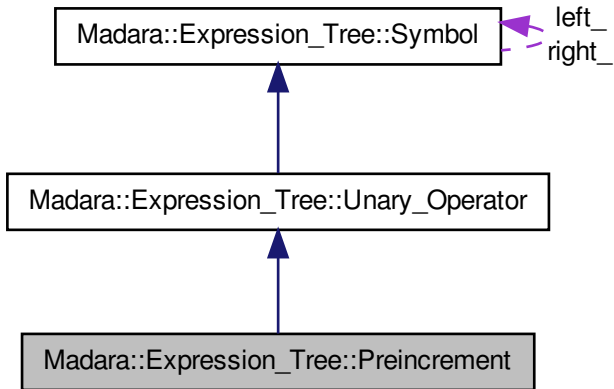 Madara::Expression_Tree::Symbol
left_
right_
Madara::Expression_Tree::Unary_Operator
Madara::Expression_Tree::Preincrement